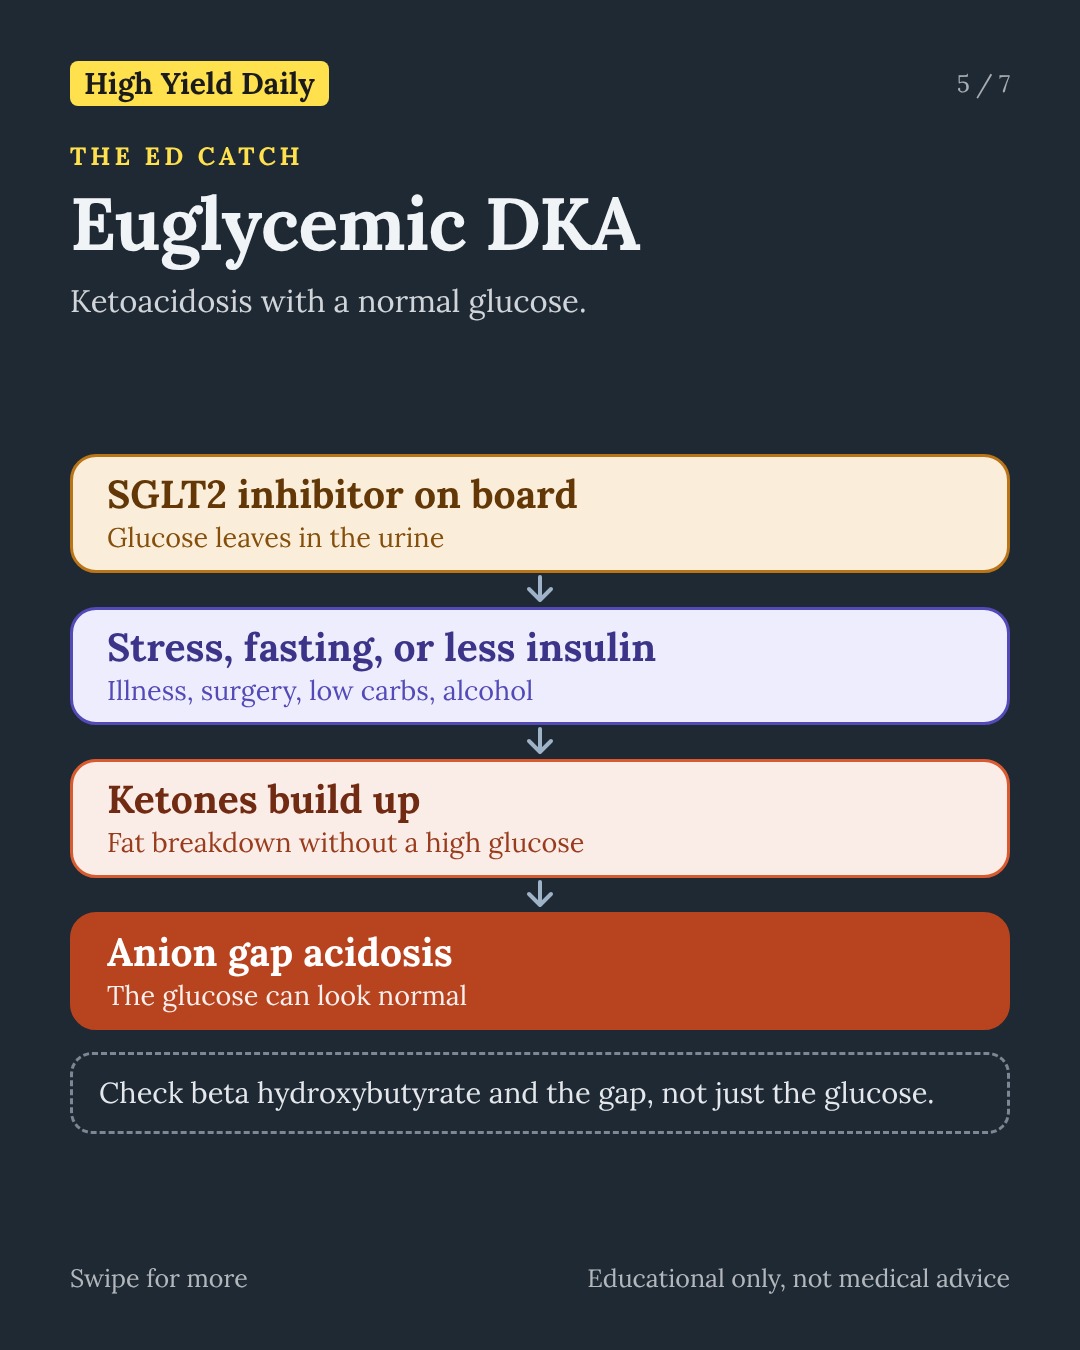 High Yield Daily
5 / 7
THE ED CATCH
Euglycemic DKA
Ketoacidosis with a normal glucose.
SGLT2 inhibitor on board
Glucose leaves in the urine
Stress, fasting, or less insulin
Illness, surgery, low carbs, alcohol
Ketones build up
Fat breakdown without a high glucose
Anion gap acidosis
The glucose can look normal
Check beta hydroxybutyrate and the gap, not just the glucose.
Swipe for more
Educational only, not medical advice